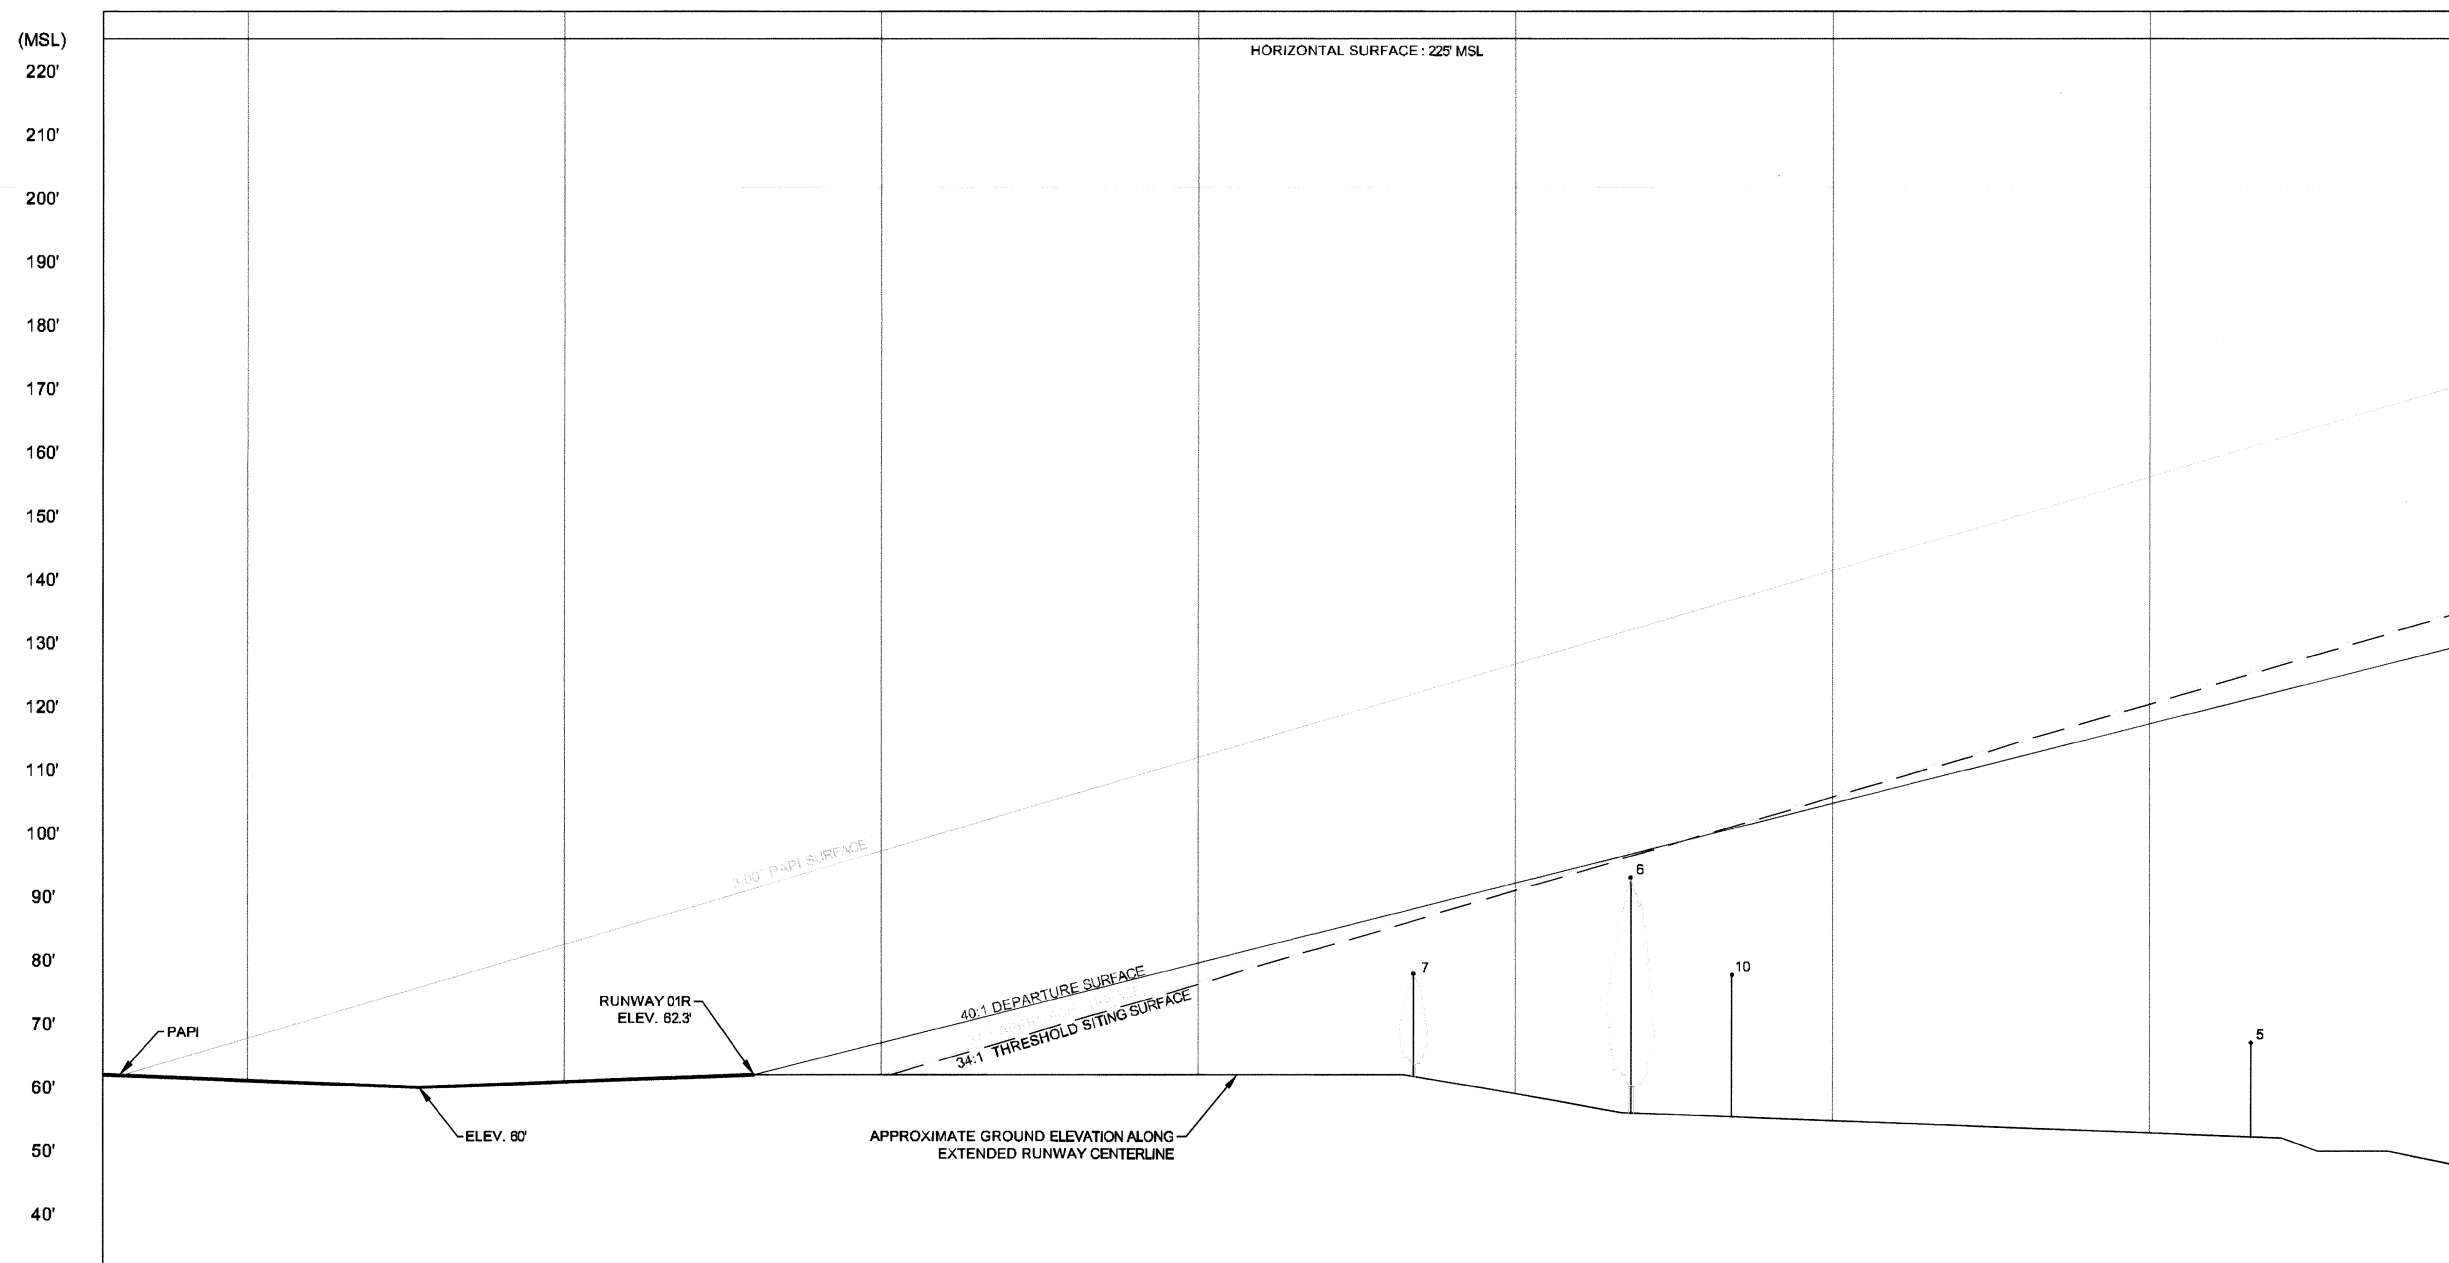 (MSL)
HORIZONTAL SURFACE : 225' MSL
220'
210'
200'
190'
180'
170'
160'
150'
140'
130'
120'
110'
100'
90'
80'
70'
60'
50'
40'
3.00° PAPI SURFACE
6
7
10
5
40:1 DEPARTURE SURFACE
34:1 THRESHOLD SITING SURFACE
RUNWAY 01R
ELEV. 62.3'
PAPI
ELEV. 60'
APPROXIMATE GROUND ELEVATION ALONG
EXTENDED RUNWAY CENTERLINE